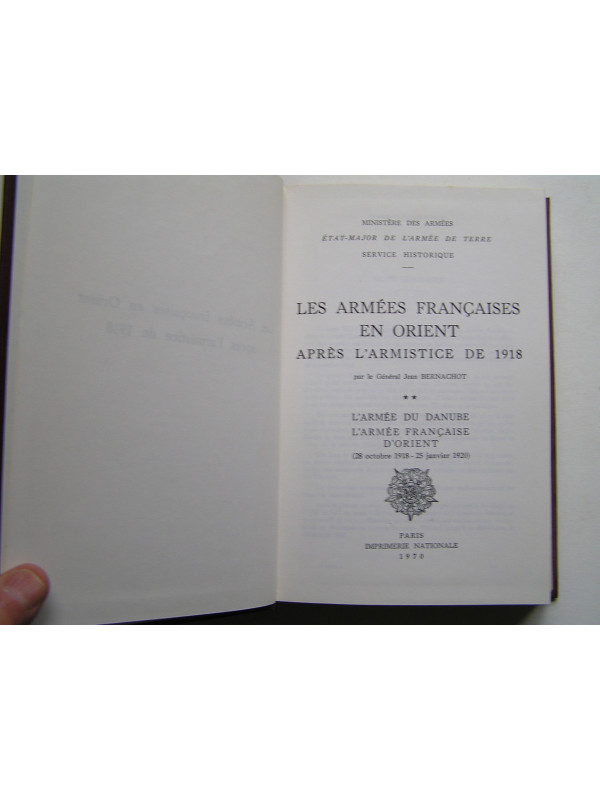 MINISTÈRE DES ARMÉES
ÉTAT-MAJOR DE L'ARMÉE DE TERRE
SERVICE HISTORIQUE
LES ARMÉES FRANÇAISES
EN ORIENT
APRÈS L'ARMISTICE DE 1918
par le Général Jean BERNACHOT
★ ★
L'ARMÉE DU DANUBE
L'ARMÉE FRANÇAISE
D'ORIENT
(28 octobre 1918 - 25 janvier 1920)
PARIS
IMPRIMERIE NATIONALE
1970